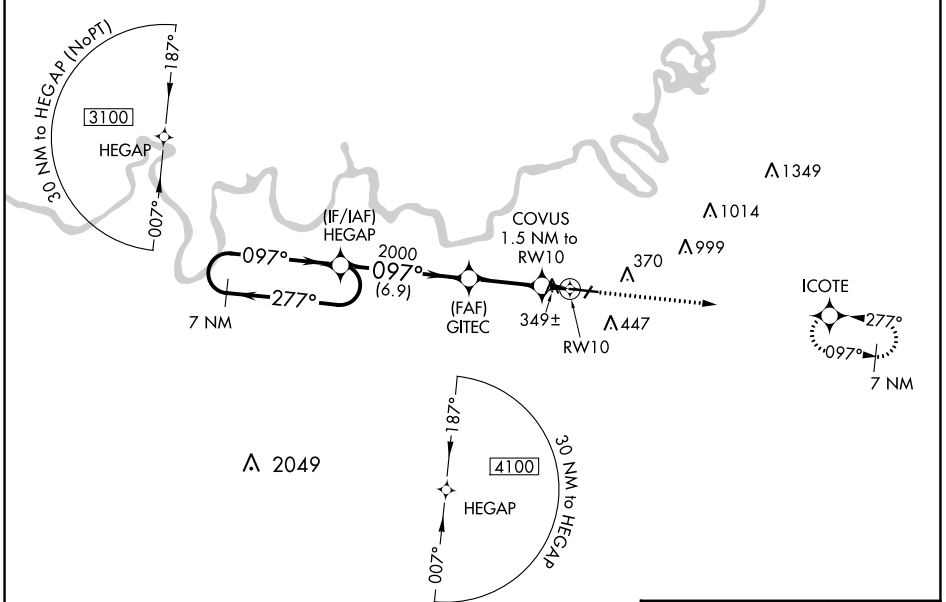 30 NM to HEGAP (NoPT)
187°
3100
HEGAP
007°
1349
1014
999
370
(IF/IAF)
HEGAP
2000
097°
(6.9)
097°
277°
7 NM
(FAF)
GITEC
COVUS
1.5 NM to
RW10
349±
447
RW10
ICOTE
277°
097°
7 NM
2049
187°
4100
HEGAP
30 NM to HEGAP
007°